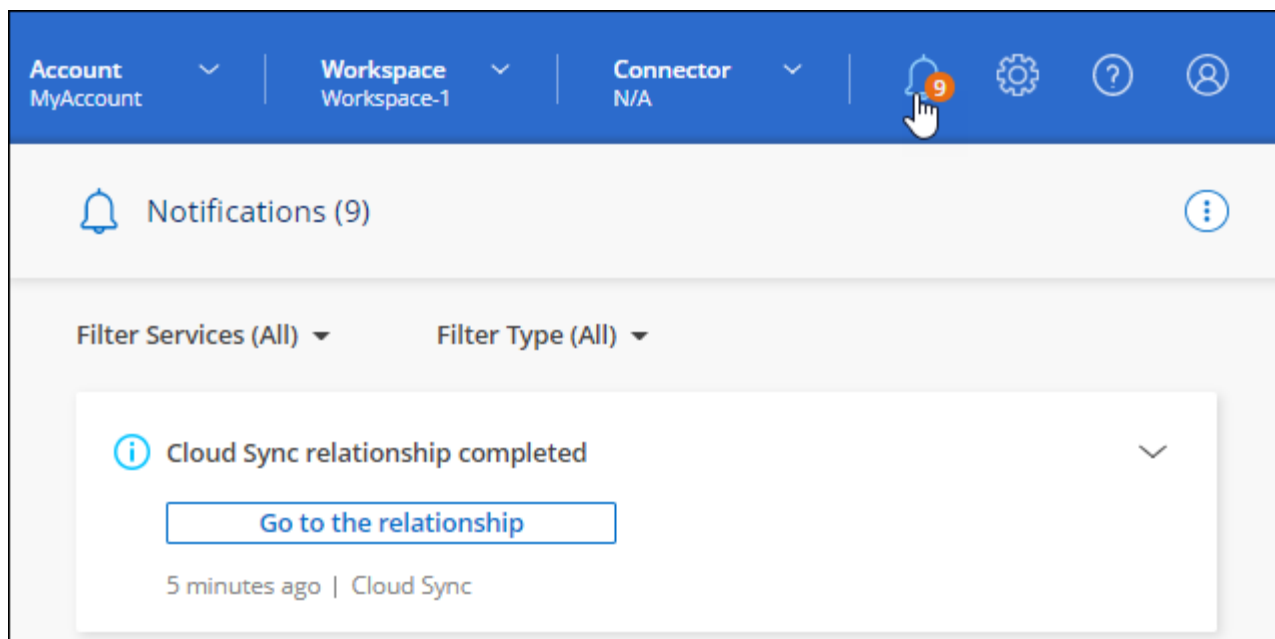 Account
MyAccount
Workspace
Workspace-1
Connector
N/A
9
?
Notifications (9)
Filter Services (All)
Filter Type (All)
Cloud Sync relationship completed
Go to the relationship
5 minutes ago | Cloud Sync